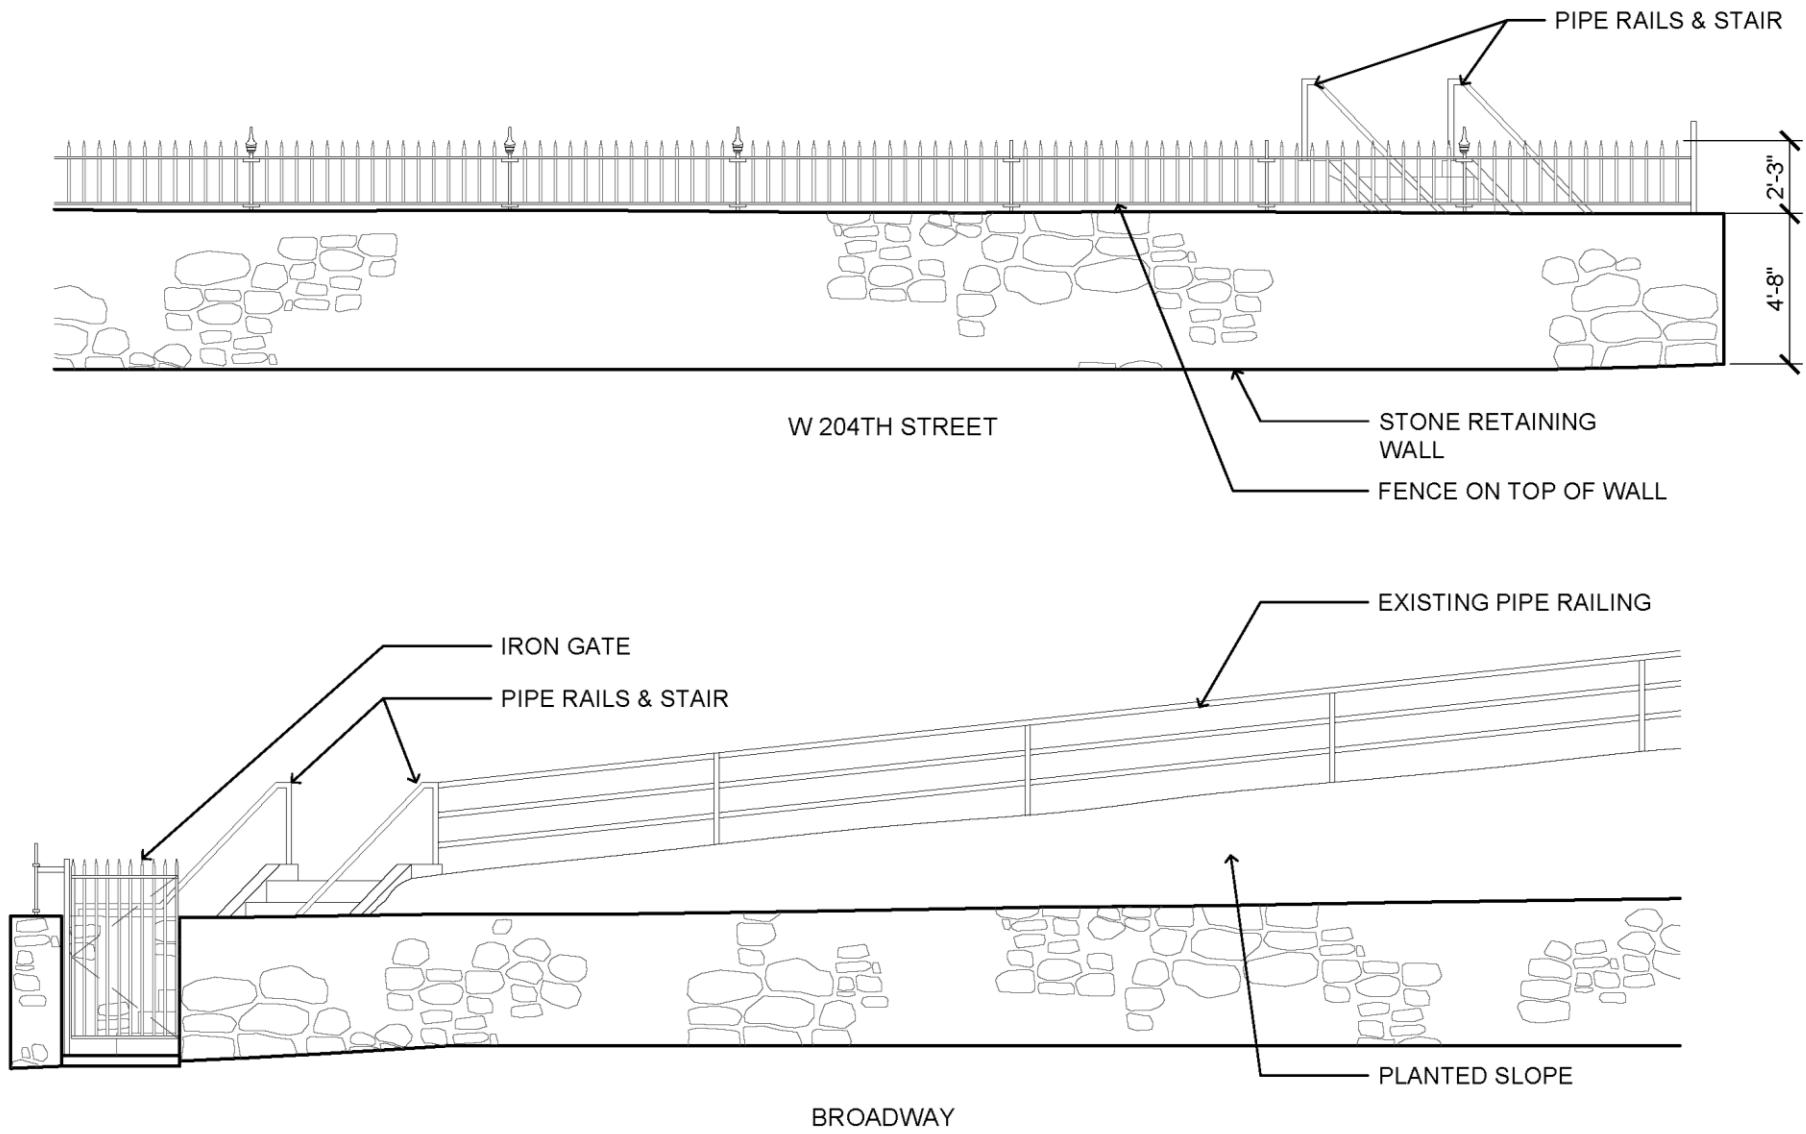 PIPE RAILS & STAIR
2'-3"
4'-8"
W 204TH STREET
STONE RETAINING
WALL
FENCE ON TOP OF WALL
EXISTING PIPE RAILING
IRON GATE
PIPE RAILS & STAIR
PLANTED SLOPE
BROADWAY